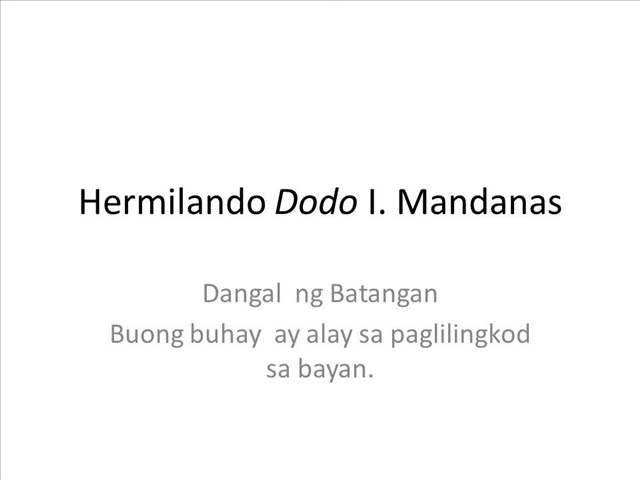 Hermilando Dodo I. Mandanas
Dangal ng Batangan
Buong buhay ay alay sa paglilingkod
sa bayan.